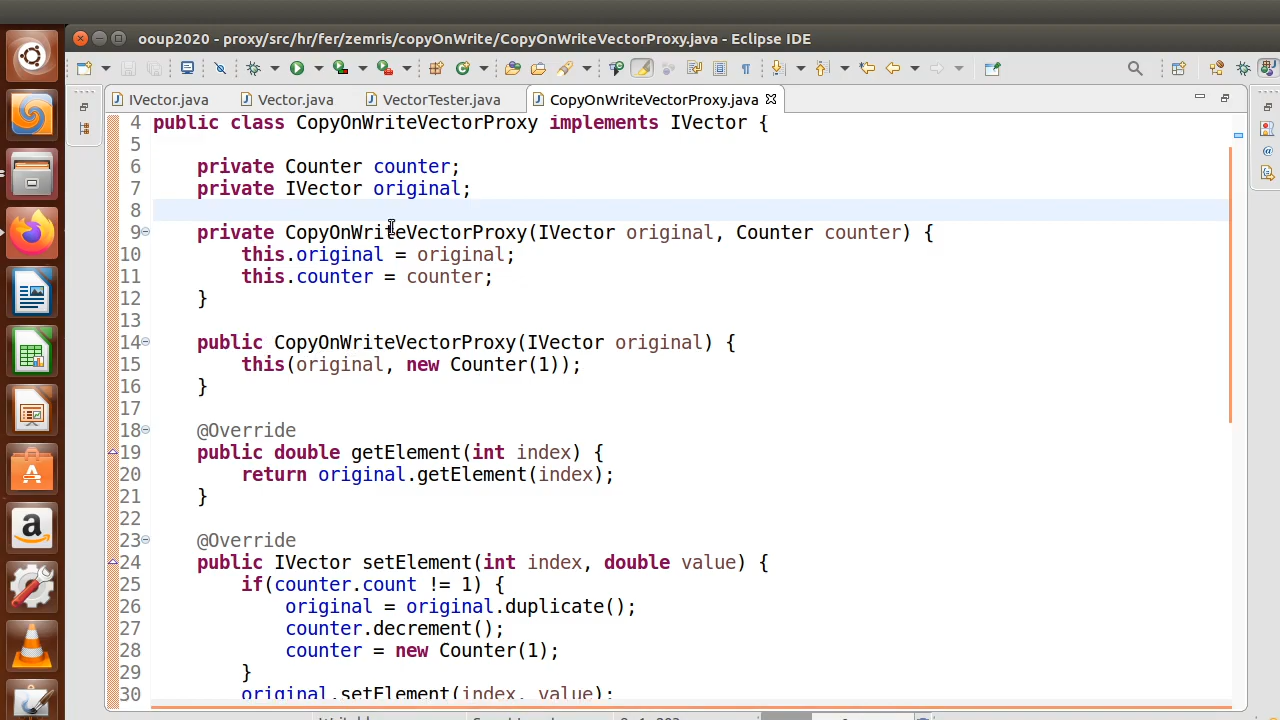 ooup2020 - proxy/src/hr/fer/zemris/copyOnWrite/CopyOnWriteVectorProxy.java - Eclipse IDE
IVector.java Vector.java VectorTester.java CopyOnWriteVectorProxy.java
4 public class CopyOnWriteVectorProxy implements IVector {
5
6 private Counter counter;
7 private IVector original;
8
9 private CopyOnWriteVectorProxy(IVector original, Counter counter) {
10 this.original = original;
11 this.counter = counter;
12 }
13
14 public CopyOnWriteVectorProxy(IVector original) {
15 this(original, new Counter(1));
16 }
17
18 @Override
19 public double getElement(int index) {
20 return original.getElement(index);
21 }
22
23 @Override
24 public IVector setElement(int index, double value) {
25 if(counter.count != 1) {
26 original = original.duplicate();
27 counter.decrement();
28 counter = new Counter(1);
29 }
30 original.setElement(index, value);